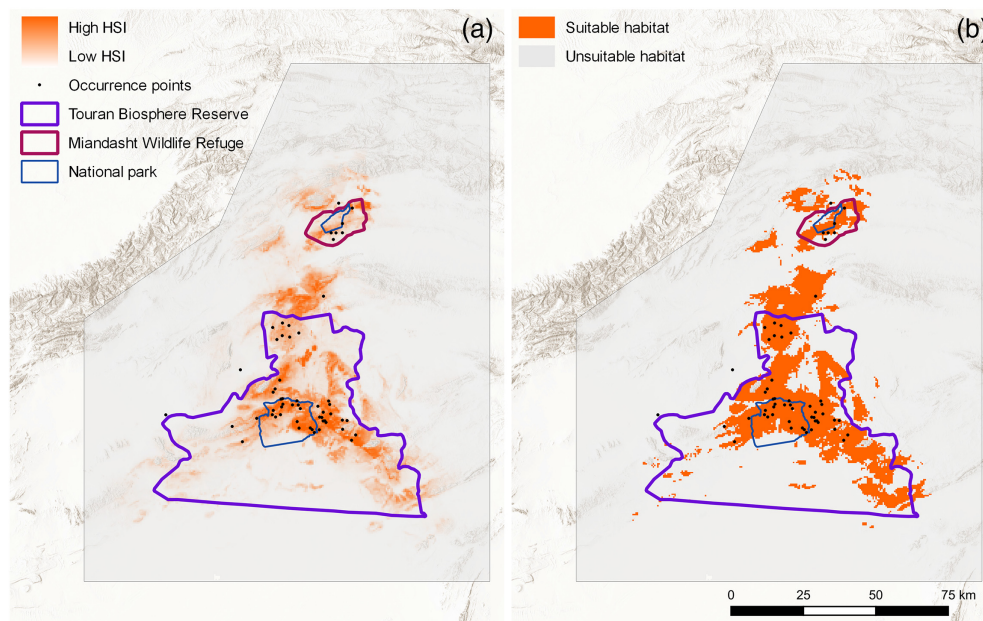 (a)
High HSI
Low HSI
Occurrence points
Touran Biosphere Reserve
Miandasht Wildlife Refuge
National park
(b)
Suitable habitat
Unsuitable habitat
0 25 50 75 km